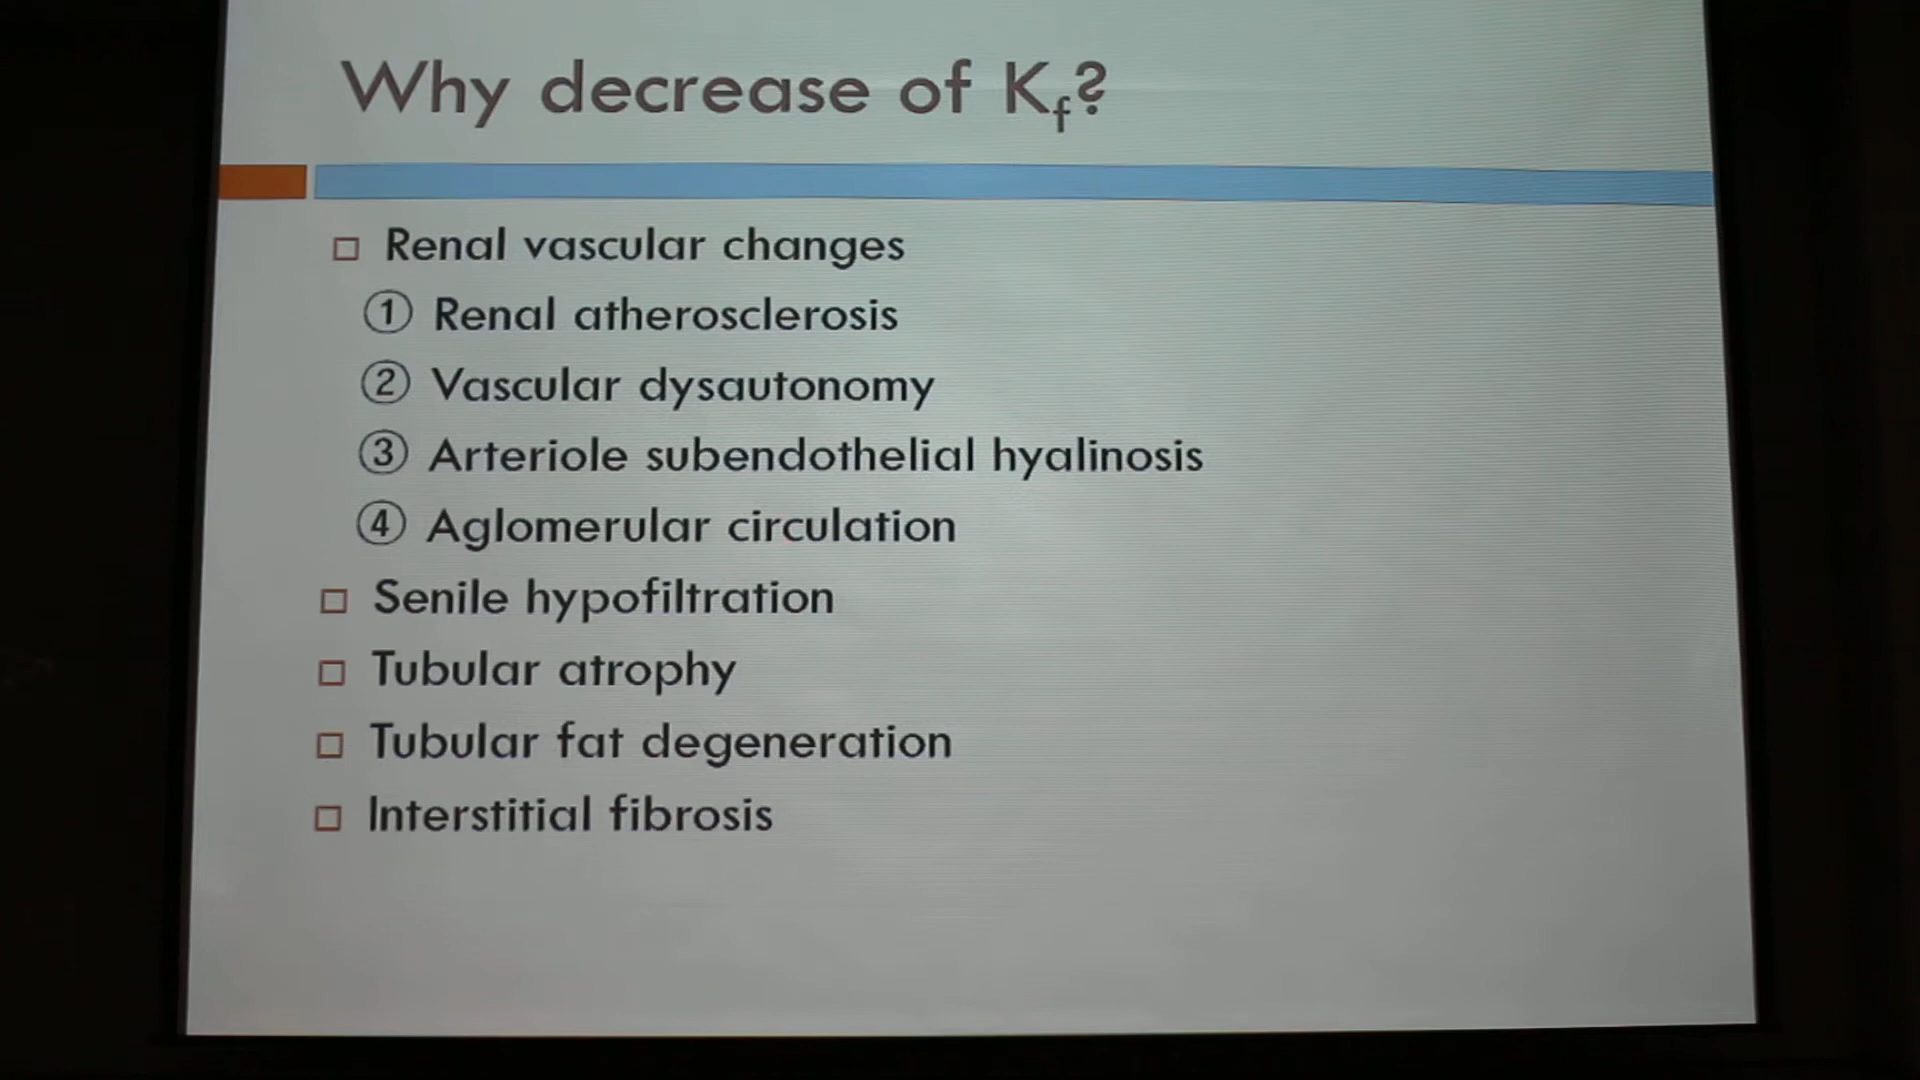 Why decrease of Kf?
□ Renal vascular changes
① Renal atherosclerosis
② Vascular dysautonomy
③ Arteriole subendothelial hyalinosis
④ Aglomerular circulation
□ Senile hypofiltration
□ Tubular atrophy
□ Tubular fat degeneration
□ Interstitial fibrosis